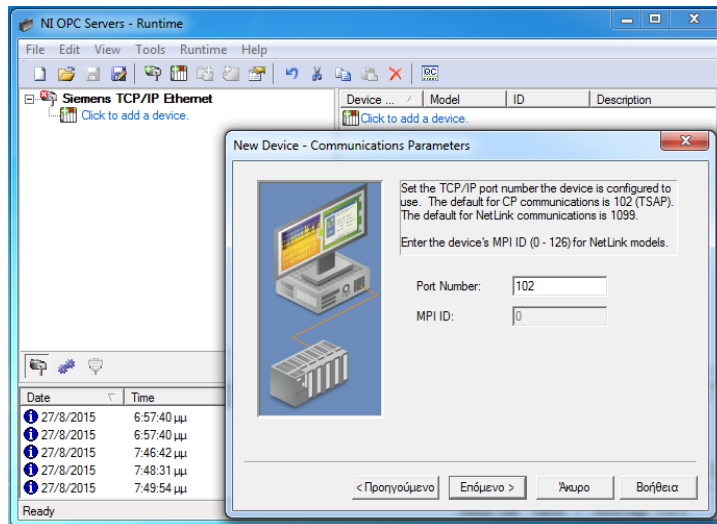 NI OPC Servers - Runtime
File Edit View Tools Runtime Help
QC
Siemens TCP/IP Ethernet
Click to add a device.
Device ... Model ID Description
Click to add a device.
New Device - Communications Parameters
Set the TCP/IP port number the device is configured to
use. The default for CP communications is 102 (TSAP).
The default for NetLink communications is 1099.
Enter the device's MPI ID (0 - 126) for NetLink models.
Port Number: 102
MPI ID: 0
Date Time
27/8/2015 6:57:40 μμ
27/8/2015 6:57:40 μμ
27/8/2015 7:46:42 μμ
27/8/2015 7:48:31 μμ
27/8/2015 7:49:54 μμ
< Προηγούμενο Επόμενο > Άκυρο Βοήθεια
Ready